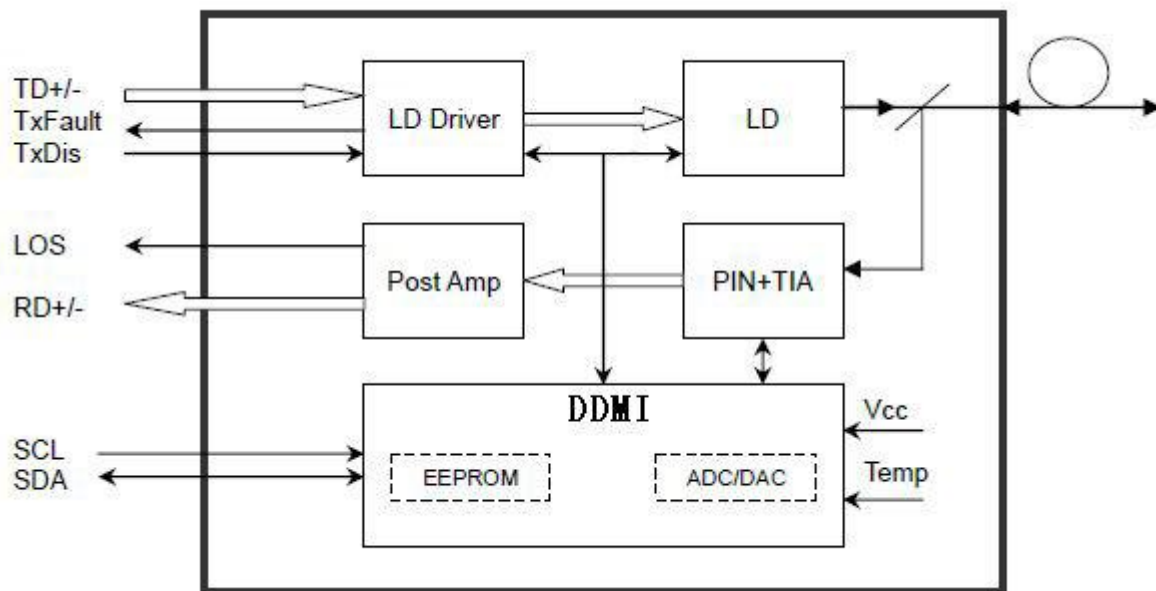 TD+/-
TxFault
TxDis
LD Driver
LD
LOS
RD+/-
Post Amp
PIN+TIA
DDMI
Vcc
SCL
SDA
EEPROM
ADC/DAC
Temp